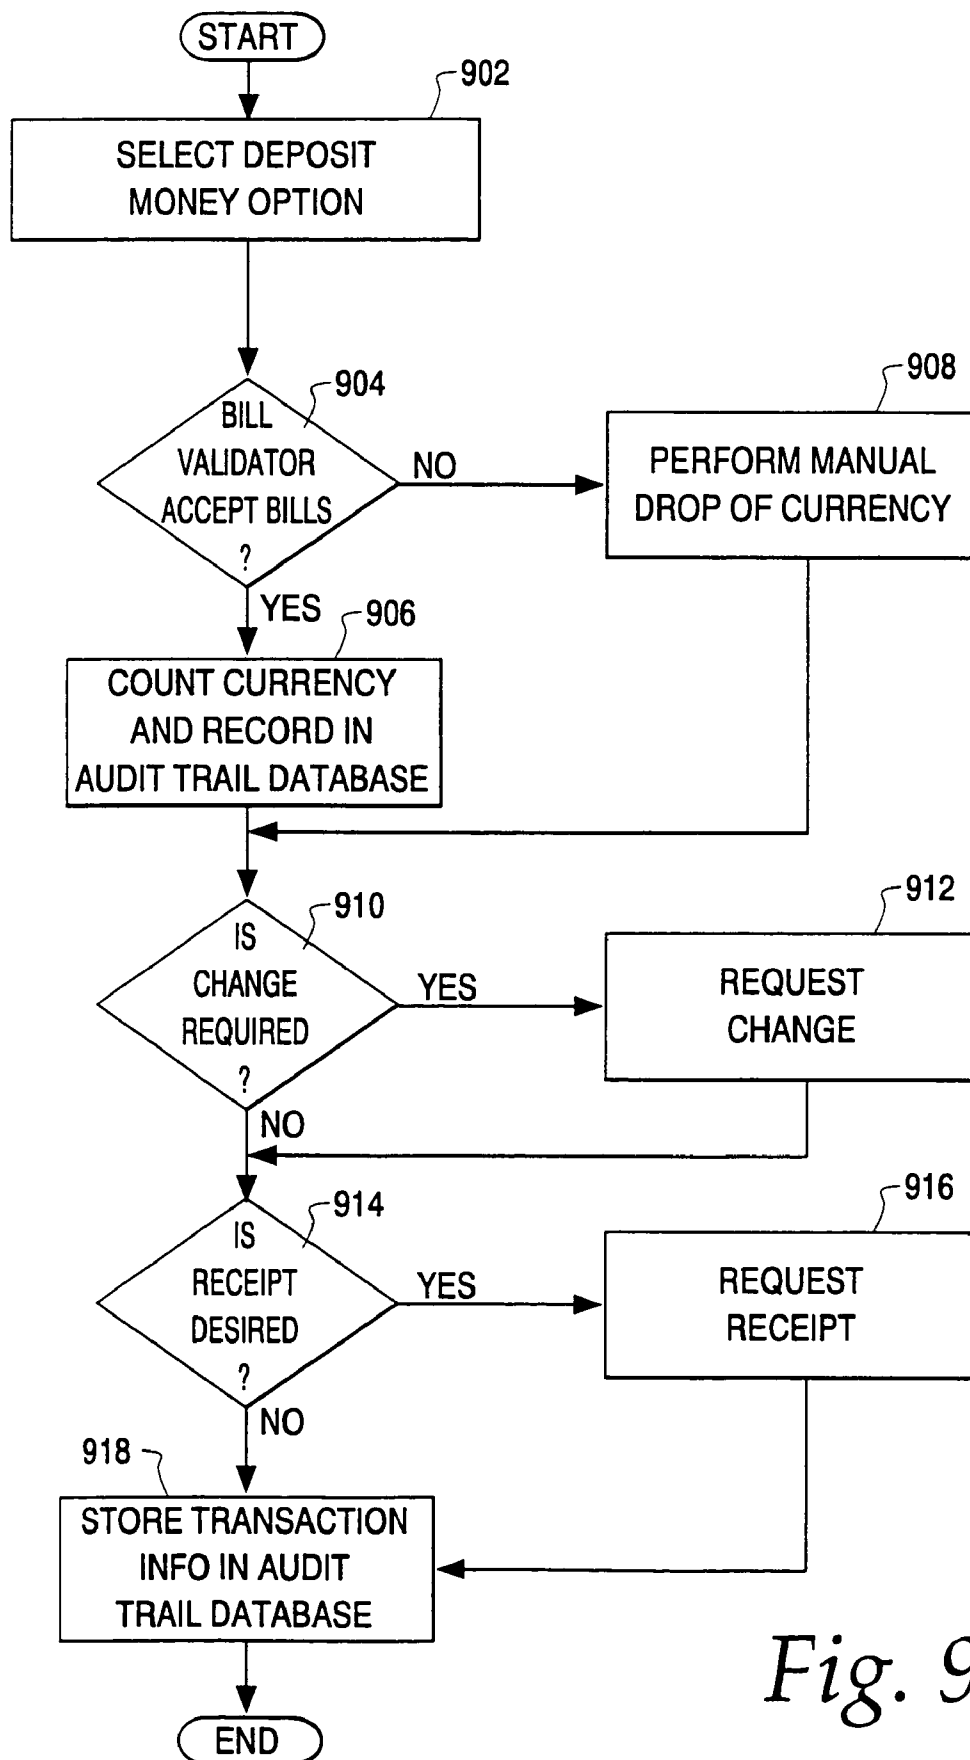 START
902
SELECT DEPOSIT
MONEY OPTION
904
BILL
VALIDATOR
ACCEPT BILLS
?
NO
908
PERFORM MANUAL
DROP OF CURRENCY
YES
906
COUNT CURRENCY
AND RECORD IN
AUDIT TRAIL DATABASE
910
IS
CHANGE
REQUIRED
?
YES
912
REQUEST
CHANGE
NO
914
IS
RECEIPT
DESIRED
?
YES
916
REQUEST
RECEIPT
NO
918
STORE TRANSACTION
INFO IN AUDIT
TRAIL DATABASE
END
Fig. 9